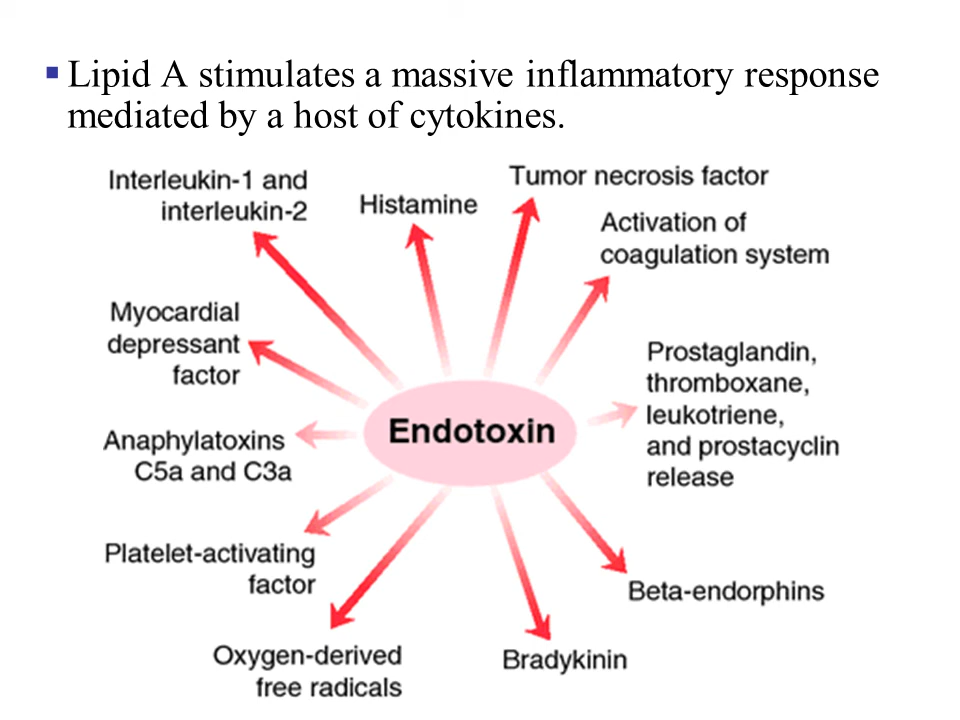 Lipid A stimulates a massive inflammatory response
mediated by a host of cytokines.
Interleukin-1 and
interleukin-2
Histamine
Tumor necrosis factor
Activation of
coagulation system
Myocardial
depressant
factor
Prostaglandin,
thromboxane,
leukotriene,
and prostacyclin
release
Endotoxin
Anaphylatoxins
C5a and C3a
Platelet-activating
factor
Beta-endorphins
Oxygen-derived
free radicals
Bradykinin